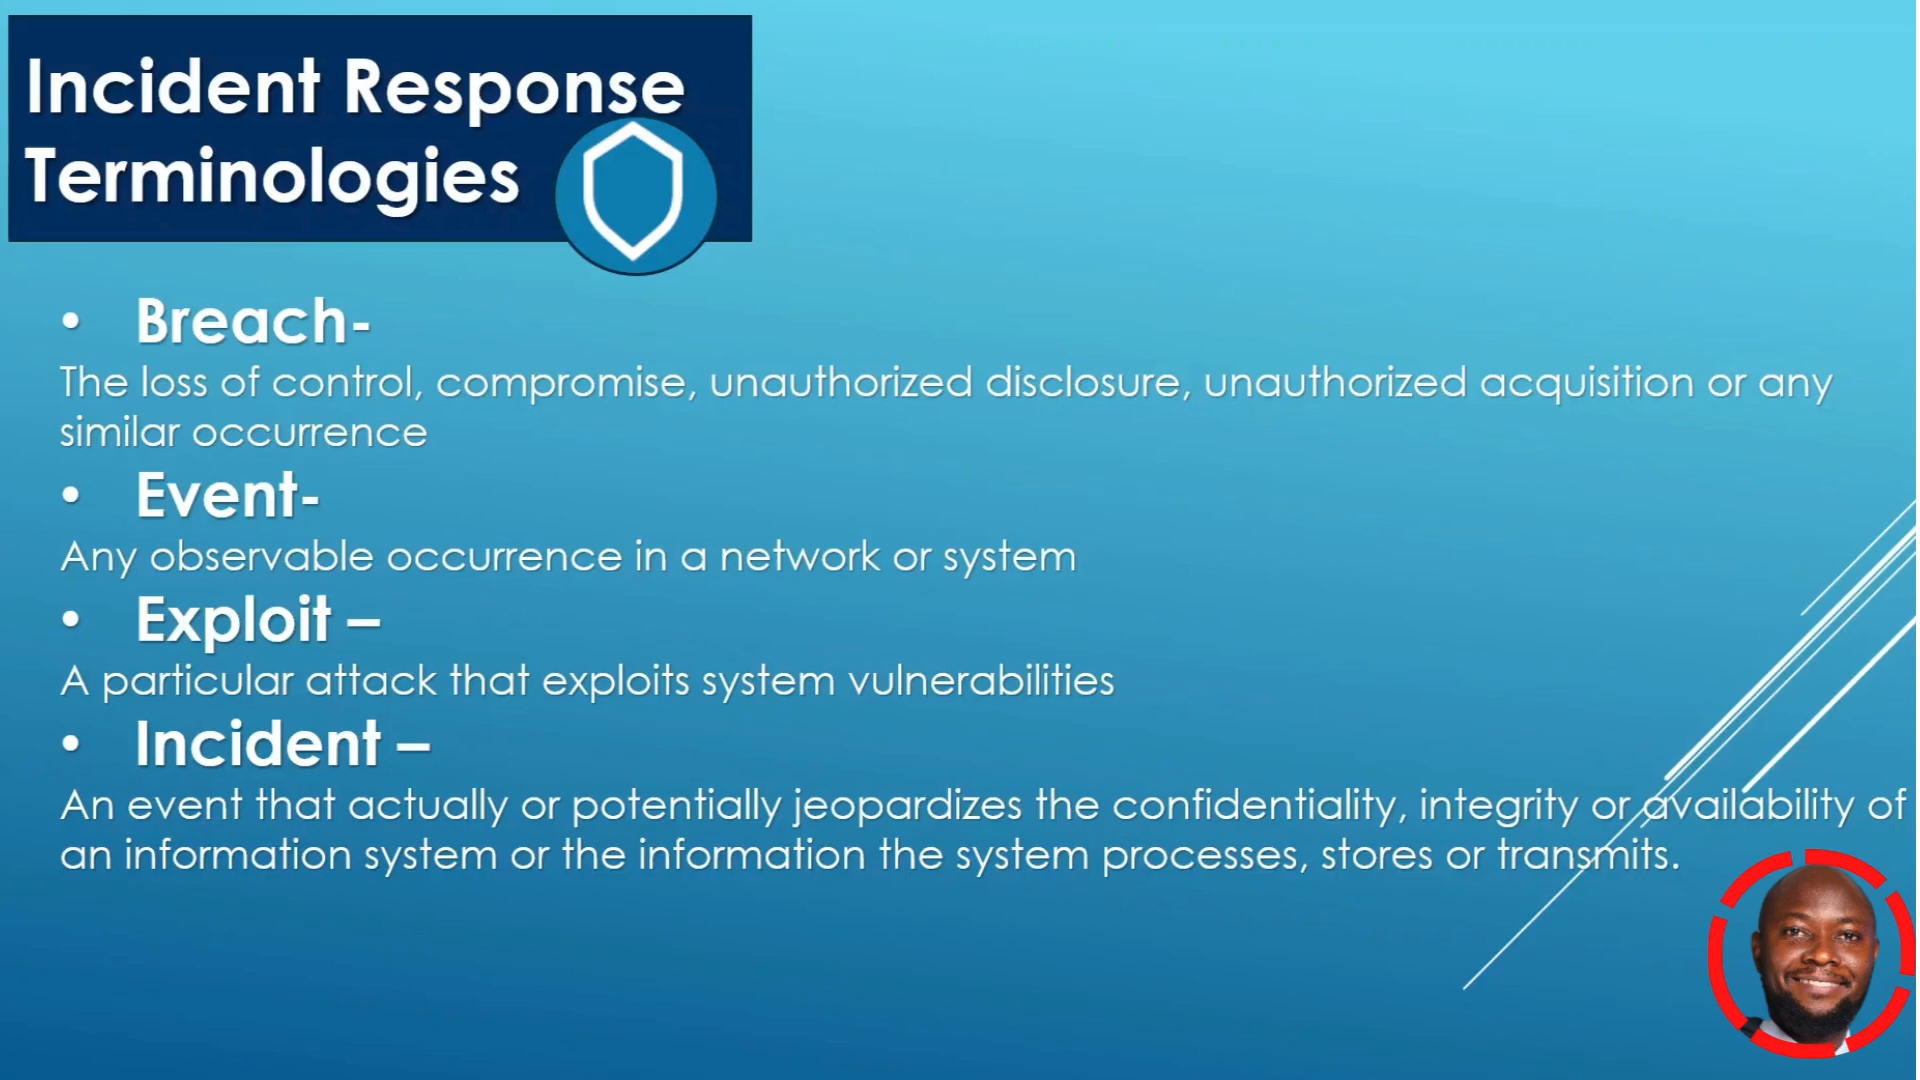 Incident Response
Terminologies
• Breach-
The loss of control, compromise, unauthorized disclosure, unauthorized acquisition or any
similar occurrence
• Event-
Any observable occurrence in a network or system
• Exploit –
A particular attack that exploits system vulnerabilities
• Incident –
An event that actually or potentially jeopardizes the confidentiality, integrity or availability of
an information system or the information the system processes, stores or transmits.